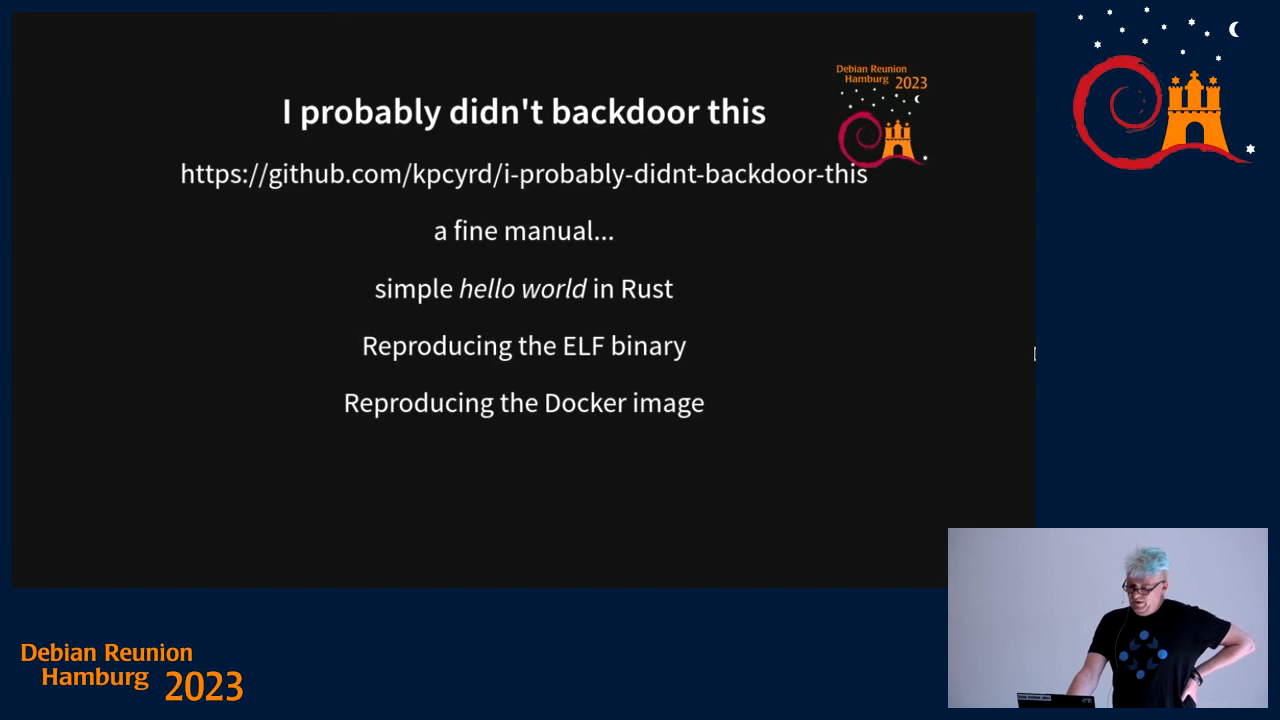 Debian Reunion
Hamburg 2023
I probably didn't backdoor this
https://github.com/kpcyrd/i-probably-didnt-backdoor-this
a fine manual...
simple hello world in Rust
Reproducing the ELF binary
Reproducing the Docker image
Debian Reunion
Hamburg 2023